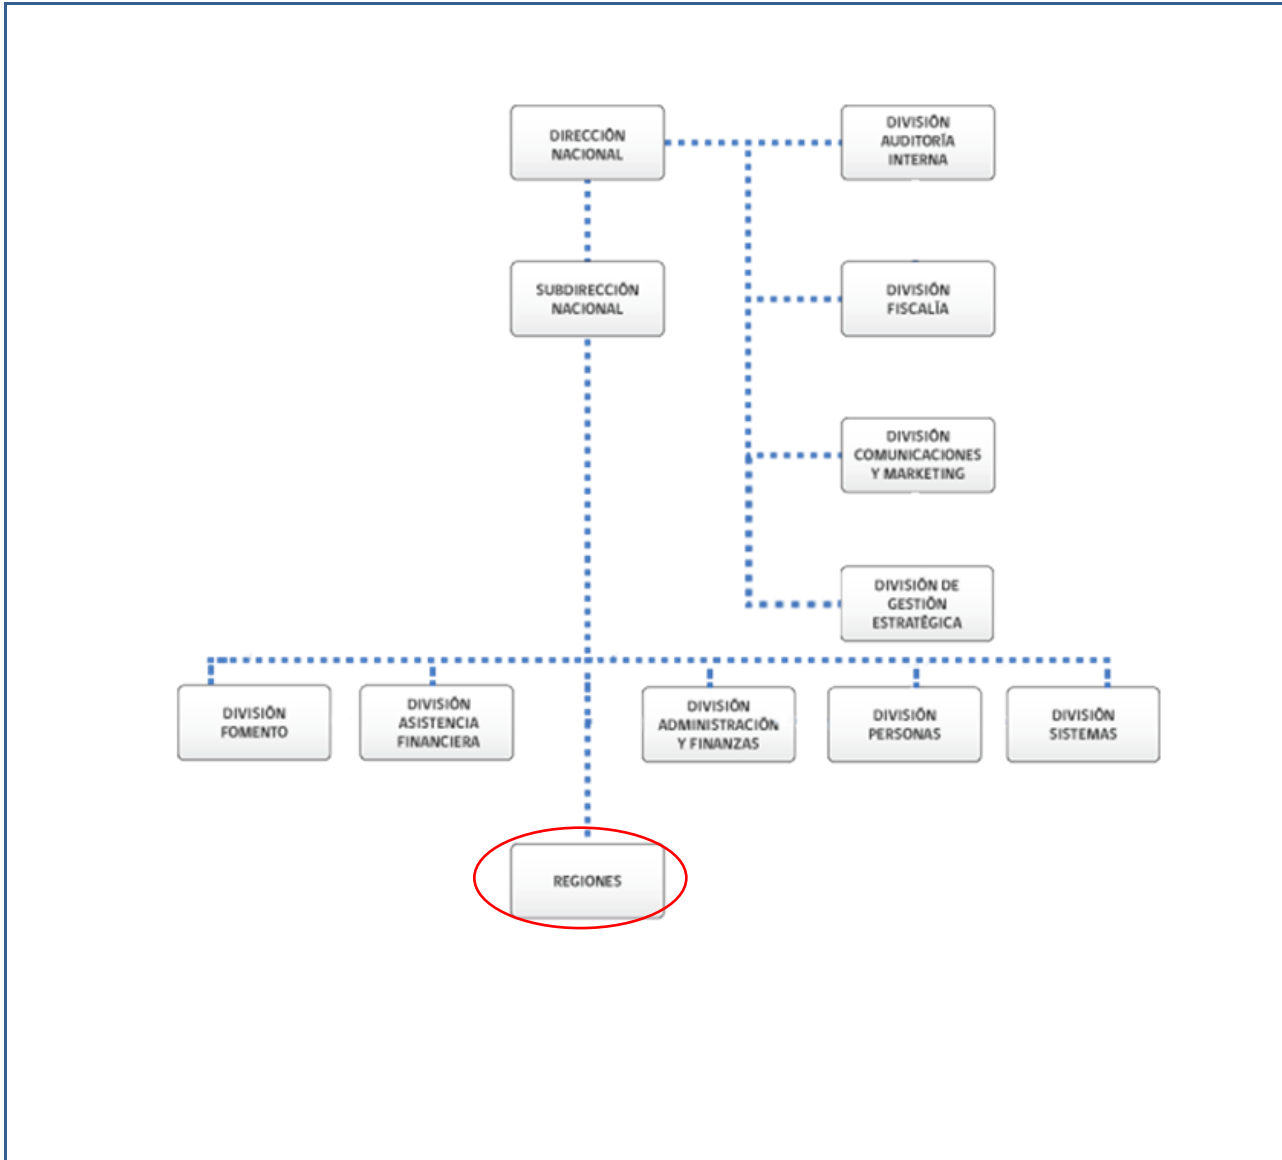 DIRECCIÓN
NACIONAL
DIVISIÓN
AUDITORÍA
INTERNA
SUBDIRECCIÓN
NACIONAL
DIVISIÓN
FISCALÍA
DIVISIÓN
COMUNICACIONES
Y MARKETING
DIVISIÓN DE
GESTIÓN
ESTRATÉGICA
DIVISIÓN
FOMENTO
DIVISIÓN
ASISTENCIA
FINANCIERA
DIVISIÓN
ADMINISTRACIÓN
Y FINANZAS
DIVISIÓN
PERSONAS
DIVISIÓN
SISTEMAS
REGIONES